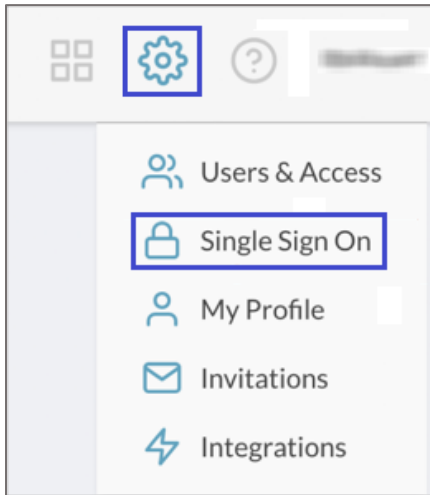 Users & Access
Single Sign On
My Profile
Invitations
Integrations